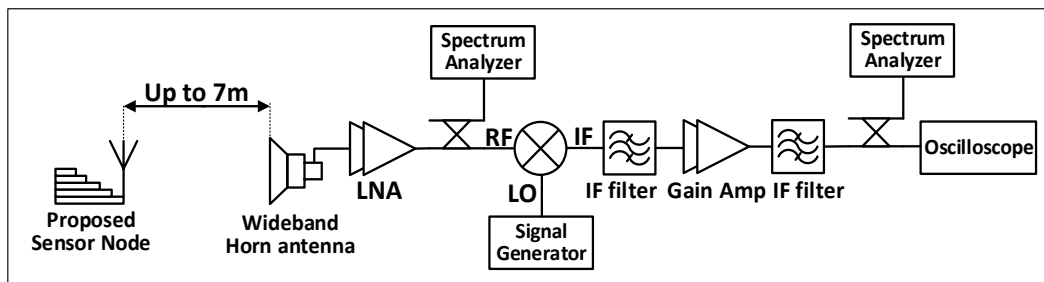 Spectrum
Analyzer
Spectrum
Analyzer
Up to 7m
RF
IF
Oscilloscope
LNA
LO
IF filter
Gain Amp
IF filter
Proposed
Sensor Node
Wideband
Horn antenna
Signal
Generator